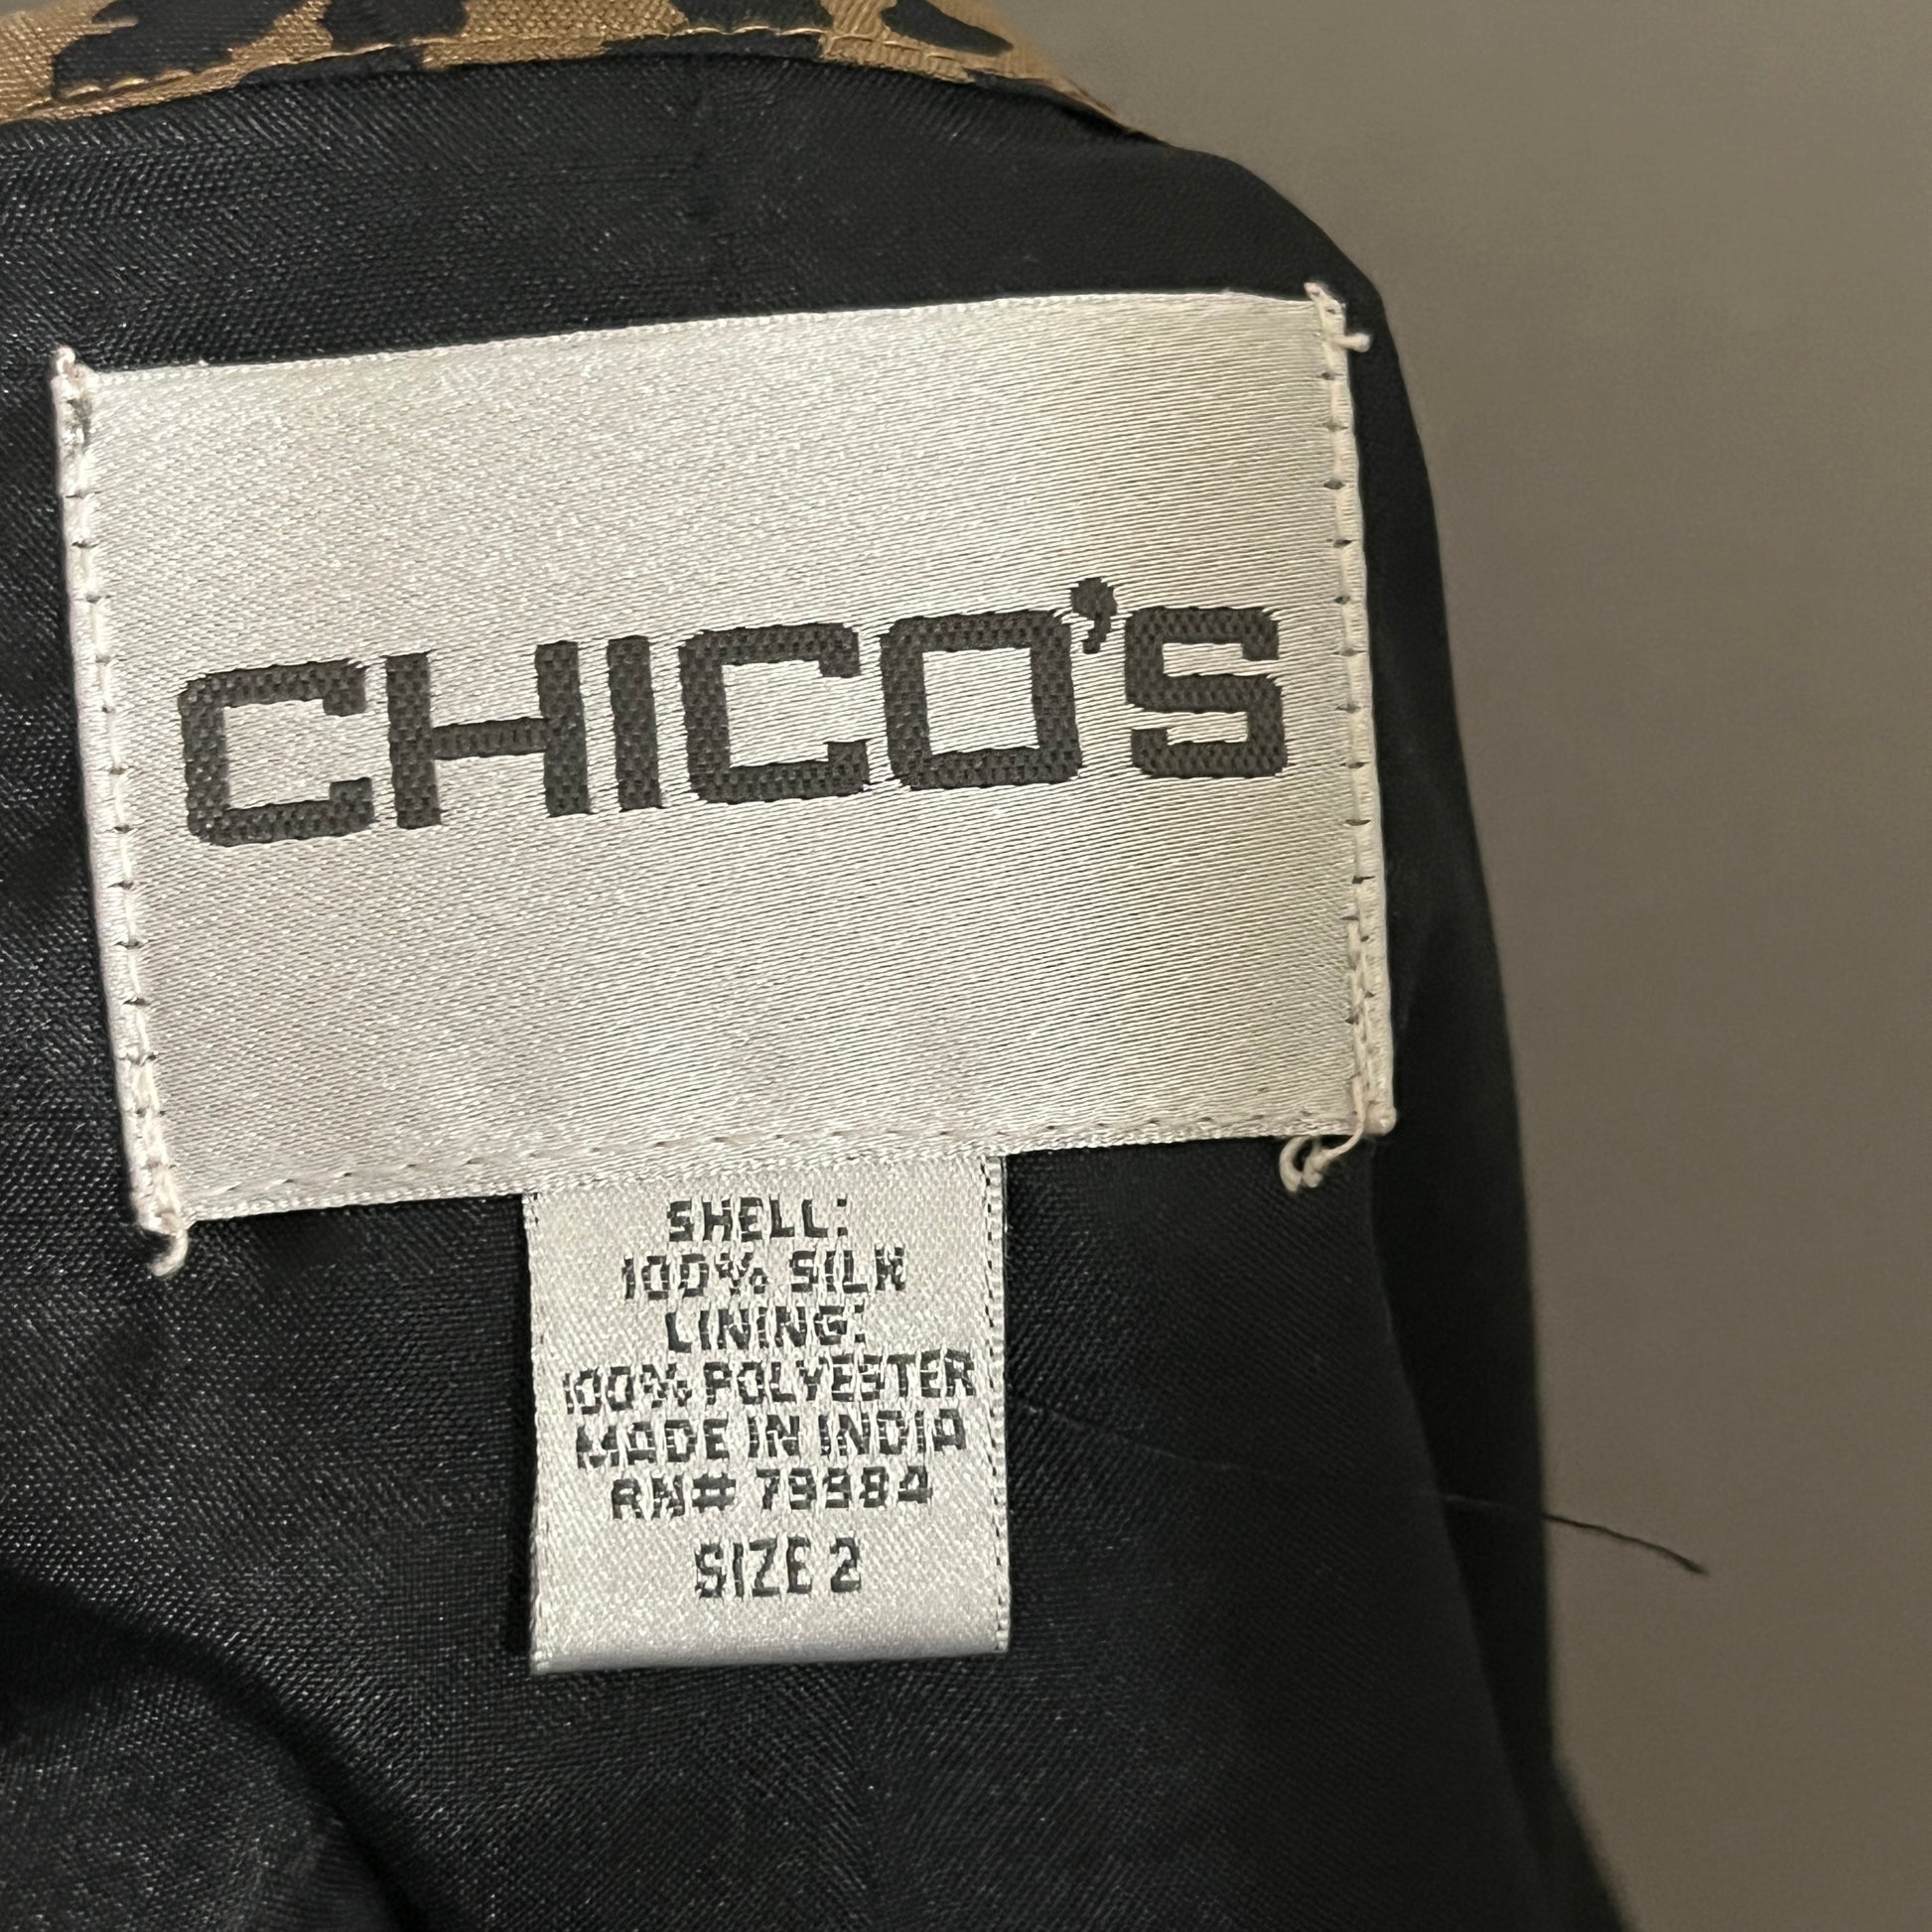 CHICO'S
SHELL:
100% SILK
LINING:
100% POLYESTER
MADE IN INDIA
RN# 79984
SIZE 2